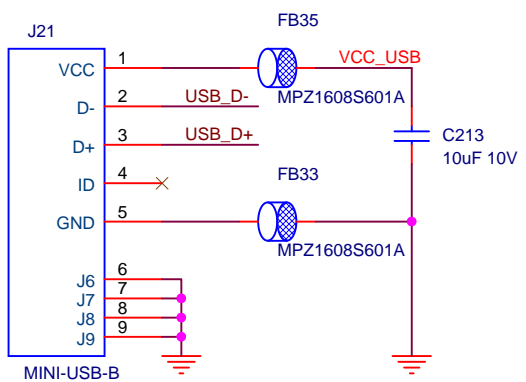 J21
FB35
VCC 1
VCC_USB
D- 2 USB_D-
MPZ1608S601A
D+ 3 USB_D+
C213
10uF 10V
ID 4
FB33
GND 5
MPZ1608S601A
J6 6
J7 7
J8 8
J9 9
MINI-USB-B